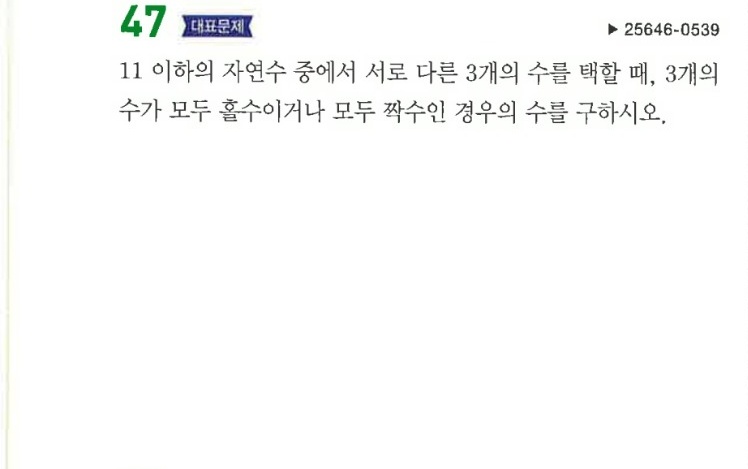 47 대표문제
▶ 25646-0539
11 이하의 자연수 중에서 서로 다른 3개의 수를 택할 때, 3개의
수가 모두 홀수이거나 모두 짝수인 경우의 수를 구하시오.